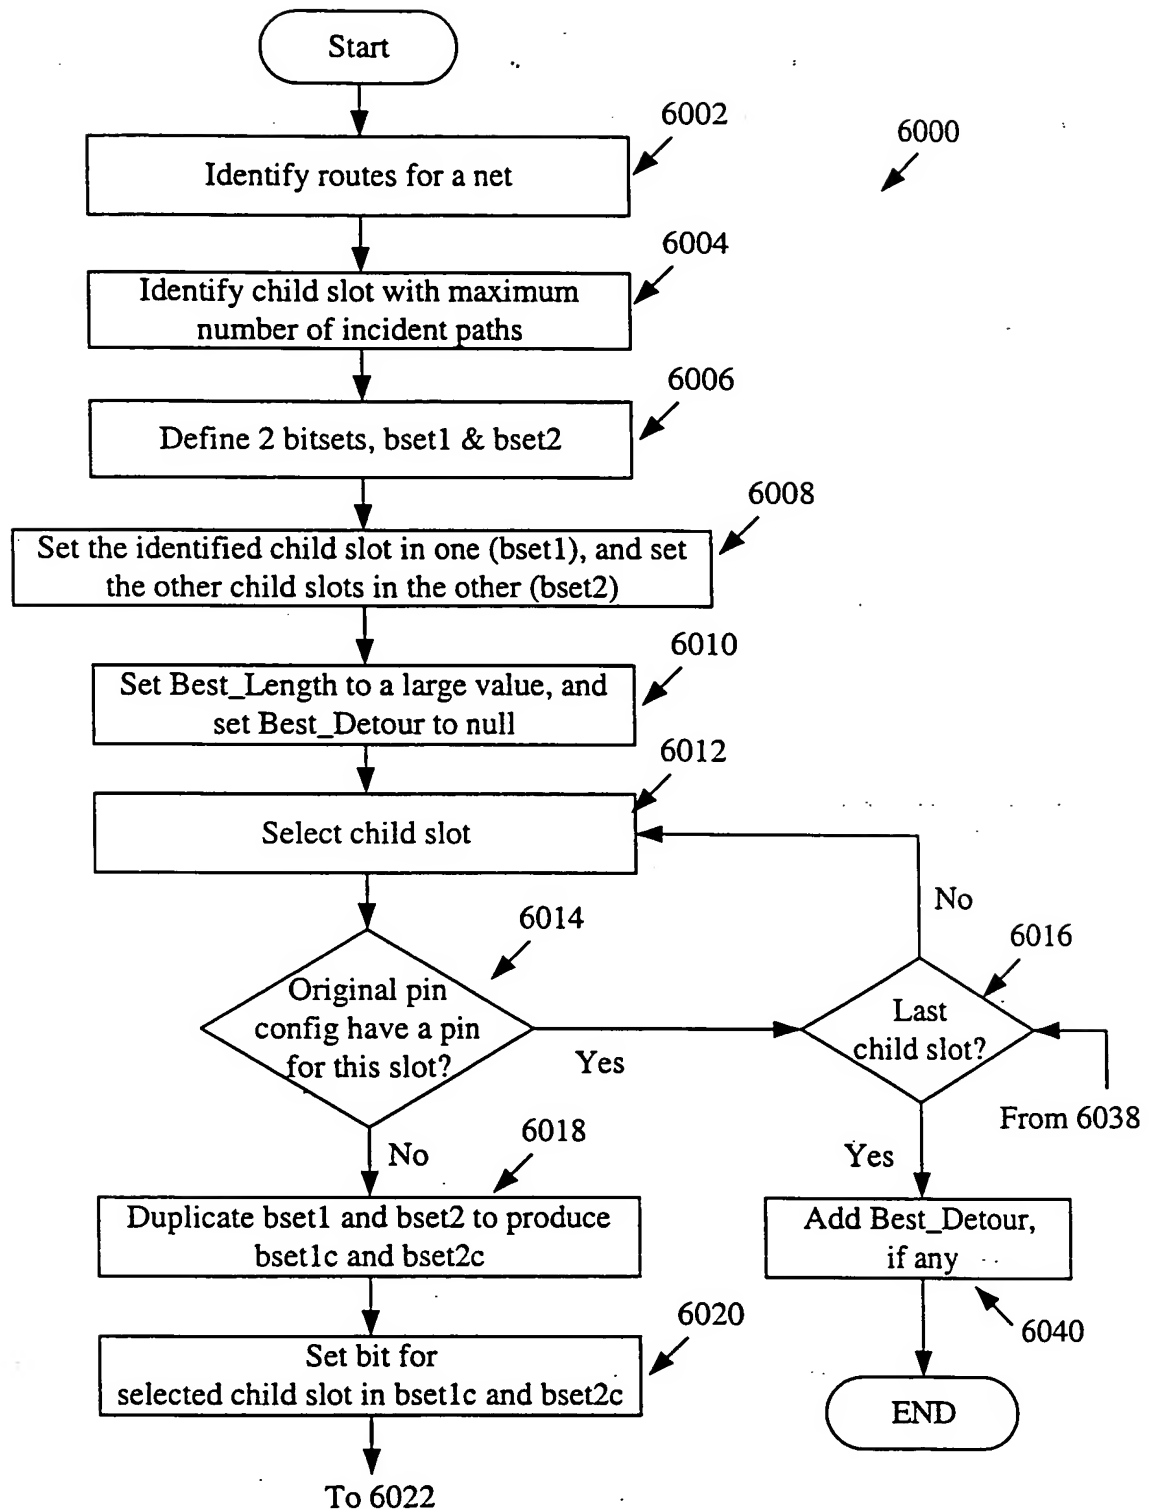 Start
6002
6000
Identify routes for a net
6004
Identify child slot with maximum
number of incident paths
6006
Define 2 bitsets, bset1 & bset2
6008
Set the identified child slot in one (bset1), and set
the other child slots in the other (bset2)
6010
Set Best_Length to a large value, and
set Best_Detour to null
6012
Select child slot
No
6014
6016
Original pin
config have a pin
for this slot?
Last
child slot?
Yes
From 6038
6018
No
Yes
Duplicate bset1 and bset2 to produce
bset1c and bset2c
Add Best_Detour,
if any
6020
6040
Set bit for
selected child slot in bset1c and bset2c
END
To 6022